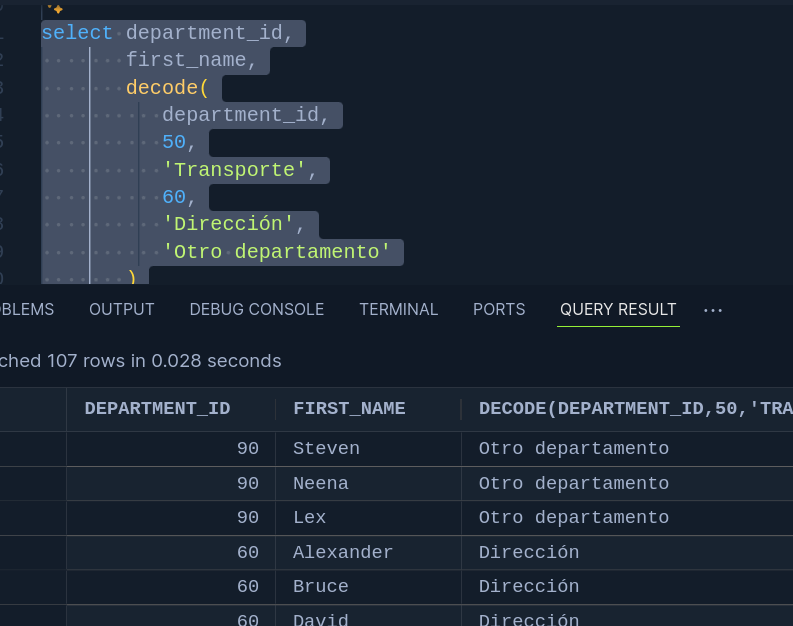 select department_id,
first_name,
decode(
department_id,
50,
'Transporte',
60,
'Dirección',
'Otro departamento'
)
OUTPUT DEBUG CONSOLE TERMINAL PORTS QUERY RESULT ...
107 rows in 0.028 seconds
DEPARTMENT_ID FIRST_NAME DECODE(DEPARTMENT_ID,50,'TRA
90 Steven Otro departamento
90 Neena Otro departamento
90 Lex Otro departamento
60 Alexander Dirección
60 Bruce Dirección
60 David Dirección